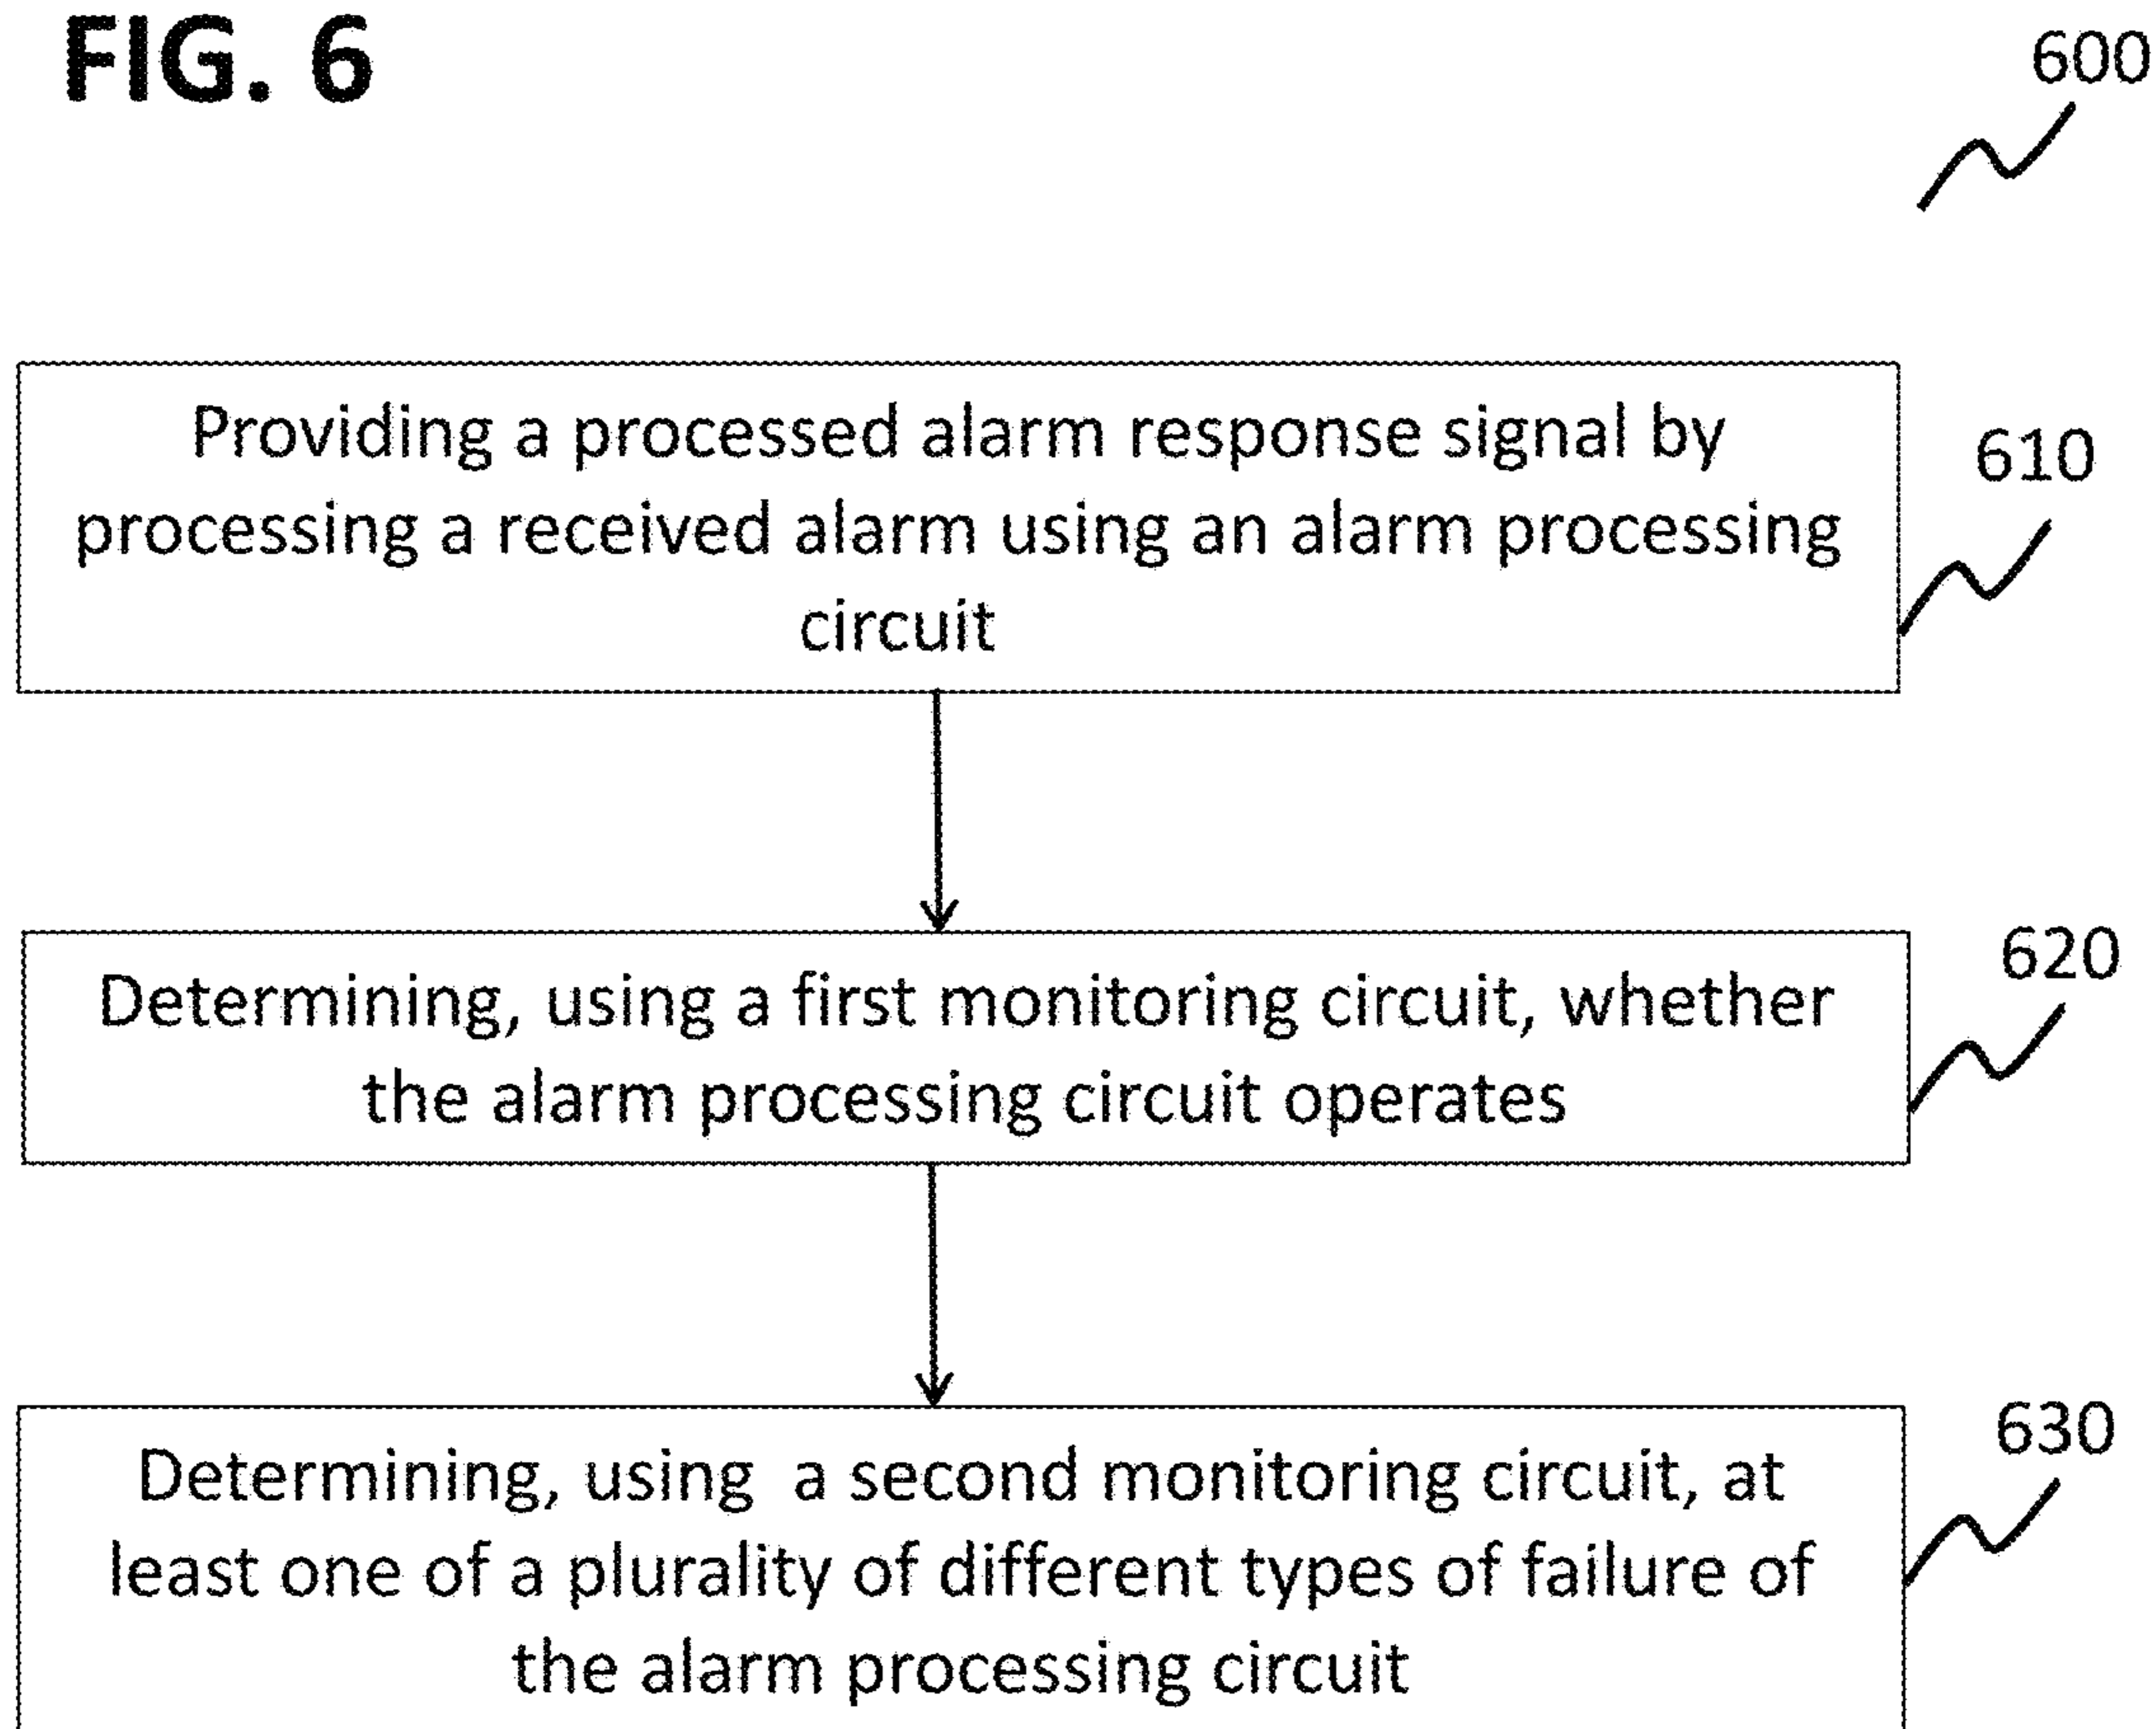 FIG. 6
600
Providing a processed alarm response signal by
processing a received alarm using an alarm processing
circuit
610
Determining, using a first monitoring circuit, whether
the alarm processing circuit operates
620
Determining, using a second monitoring circuit, at
least one of a plurality of different types of failure of
the alarm processing circuit
630